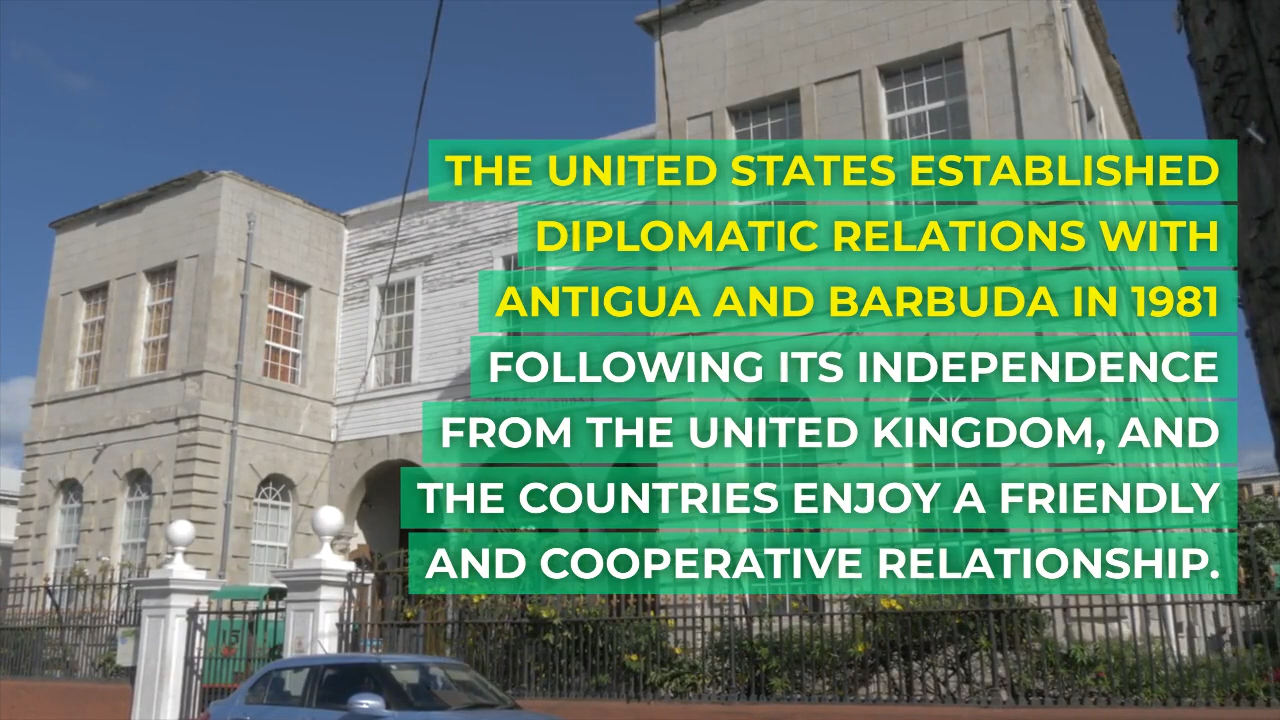 THE UNITED STATES ESTABLISHED
DIPLOMATIC RELATIONS WITH
ANTIGUA AND BARBUDA IN 1981
FOLLOWING ITS INDEPENDENCE
FROM THE UNITED KINGDOM, AND
THE COUNTRIES ENJOY A FRIENDLY
AND COOPERATIVE RELATIONSHIP.
15